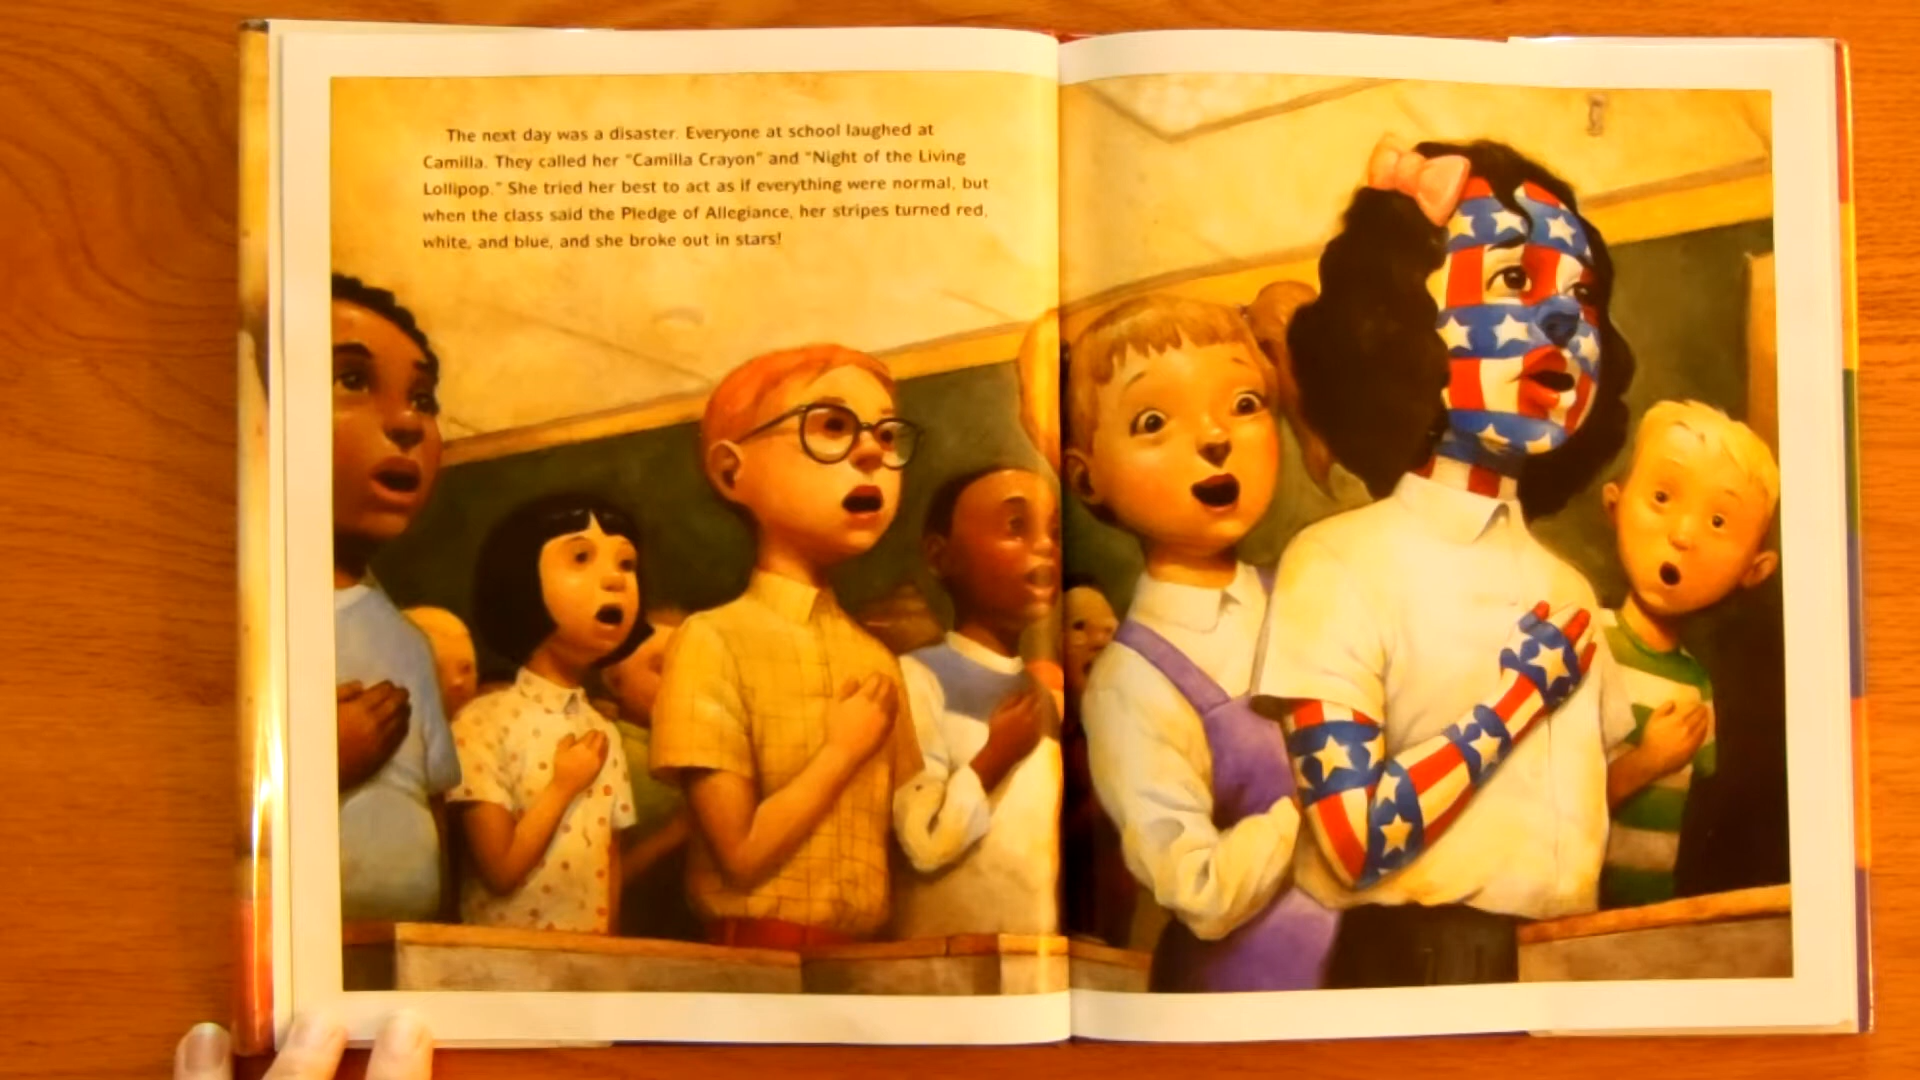 The next day was a disaster. Everyone at school laughed at
Camilla. They called her "Camilla Crayon" and "Night of the Living
Lollipop." She tried her best to act as if everything were normal, but
when the class said the Pledge of Allegiance, her stripes turned red,
white, and blue, and she broke out in stars!